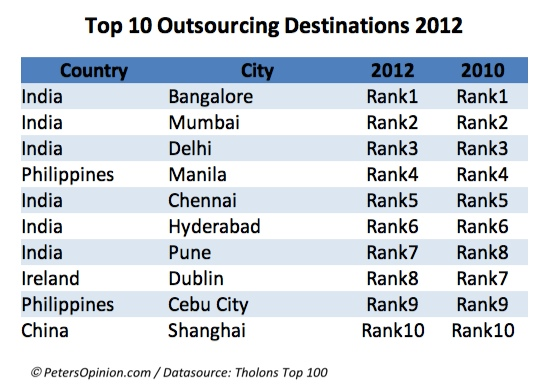 Top 10 Outsourcing Destinations 2012
Country City 2012 2010
India Bangalore Rank1 Rank1
India Mumbai Rank2 Rank2
India Delhi Rank3 Rank3
Philippines Manila Rank4 Rank4
India Chennai Rank5 Rank5
India Hyderabad Rank6 Rank6
India Pune Rank7 Rank8
Ireland Dublin Rank8 Rank7
Philippines Cebu City Rank9 Rank9
China Shanghai Rank10 Rank10
© PetersOpinion.com / Datasource: Tholons Top 100